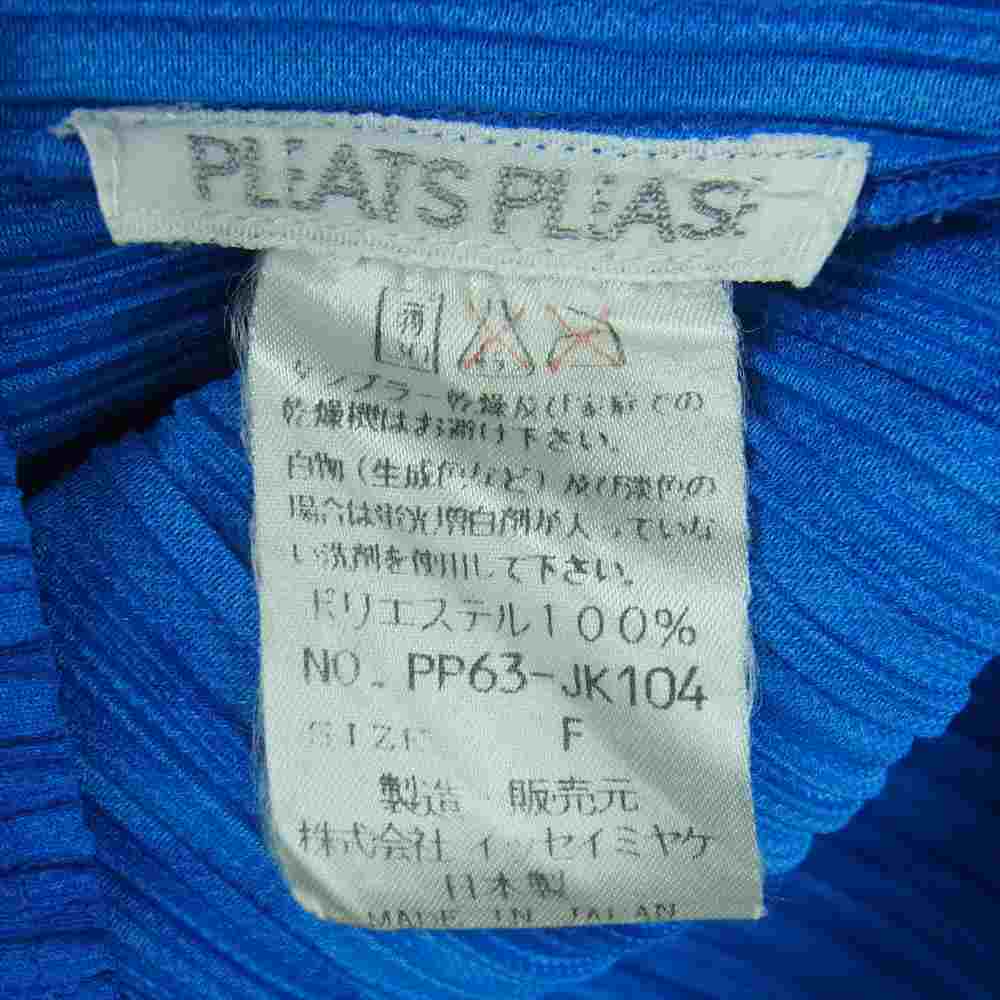 PLEATS PLEASE
タンブラー乾燥及び家庭での
乾燥機はお避け下さい。
白物(生成色など)及び淡色の
場合は蛍光増白剤が入っていな
い洗剤を使用して下さい。
ポリエステル100%
NO. PP63-JK104
SIZE F
製造 販売元
株式会社 イッセイミヤケ
日本製
MADE IN JAPAN